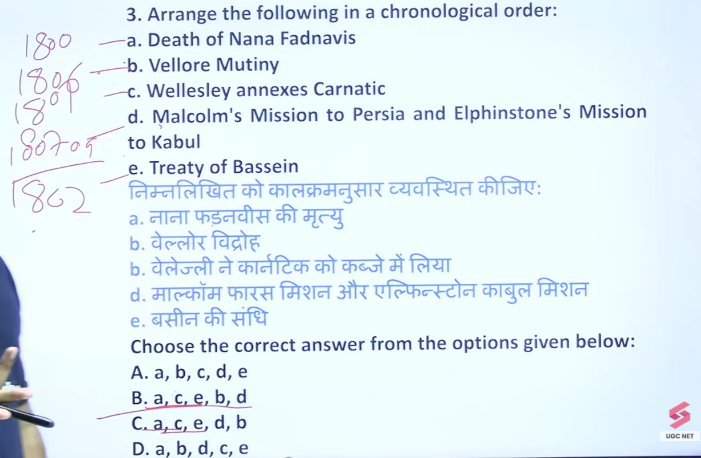 3. Arrange the following in a chronological order:
1800
a. Death of Nana Fadnavis
1806
b. Vellore Mutiny
1801
c. Wellesley annexes Carnatic
d. Malcolm's Mission to Persia and Elphinstone's Mission
to Kabul
e. Treaty of Bassein
1802
निम्नलिखित को कालक्रमनुसार व्यवस्थित कीजिए:
a. नाना फड़नवीस की मृत्यु
b. वेल्लोर विद्रोह
b. वेलेज्ली ने कार्नटिक को कब्जे में लिया
d. माल्कॉम फारस मिशन और एल्फिन्स्टोन काबुल मिशन
e. बसीन की संधि
Choose the correct answer from the options given below:
A. a, b, c, d, e
B. a, c, e, b, d
C. a, c, e, d, b
D. a, b, d, c, e
UGC NET